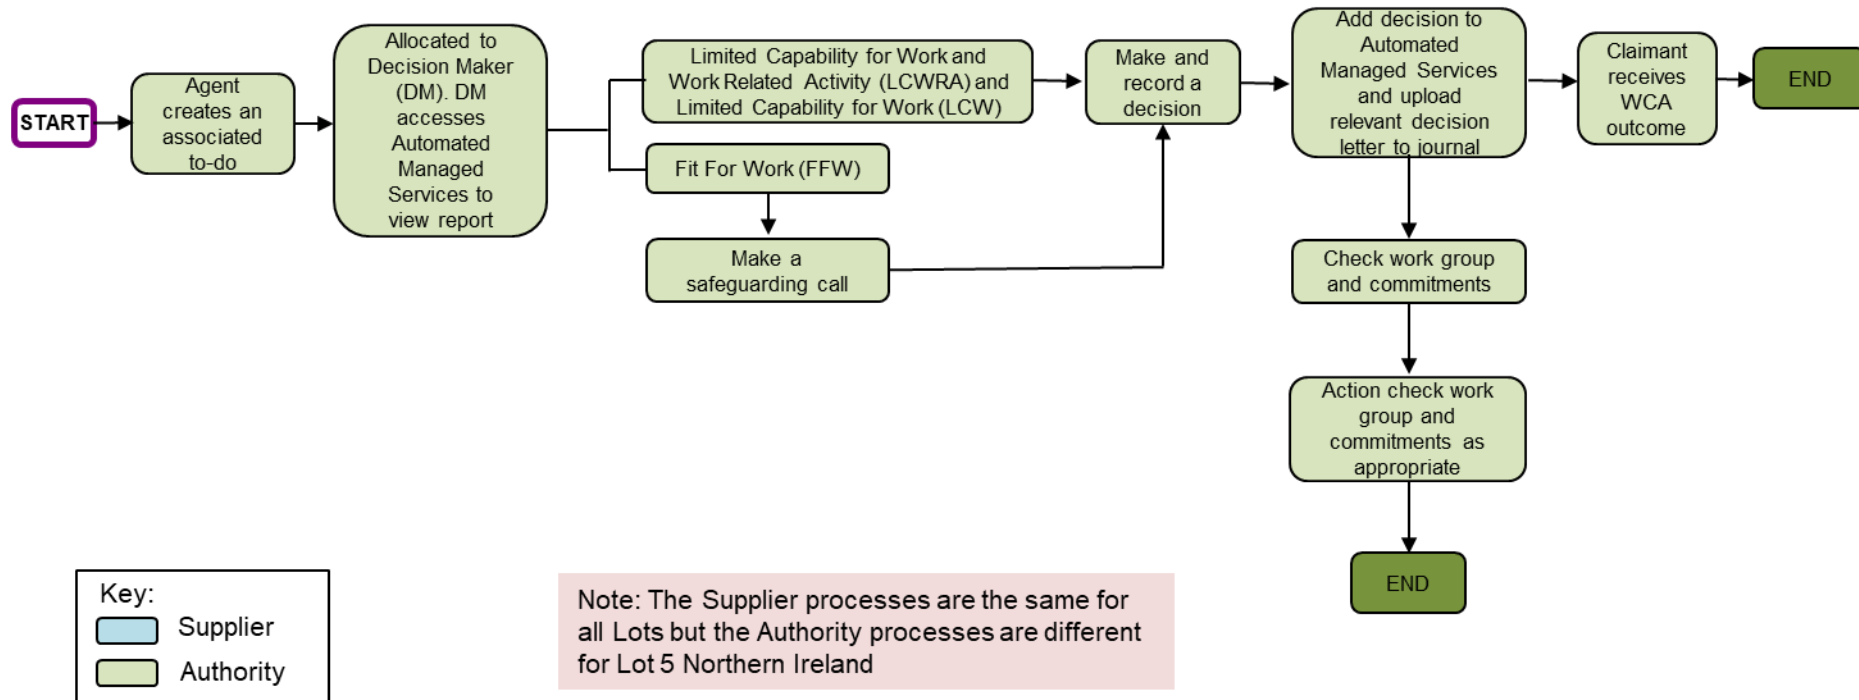 START
Agent
creates an
associated
to-do
Allocated to
Decision Maker
(DM). DM
accesses
Automated
Managed
Services to
view report
Limited Capability for Work and
Work Related Activity (LCWRA) and
Limited Capability for Work (LCW)
Fit For Work (FFW)
Make a
safeguarding call
Make and
record a
decision
Add decision to
Automated
Managed Services
and upload
relevant decision
letter to journal
Claimant
receives
WCA
outcome
END
Check work group
and commitments
Action check work
group and
commitments as
appropriate
END
Key:
Supplier
Authority
Note: The Supplier processes are the same for
all Lots but the Authority processes are different
for Lot 5 Northern Ireland